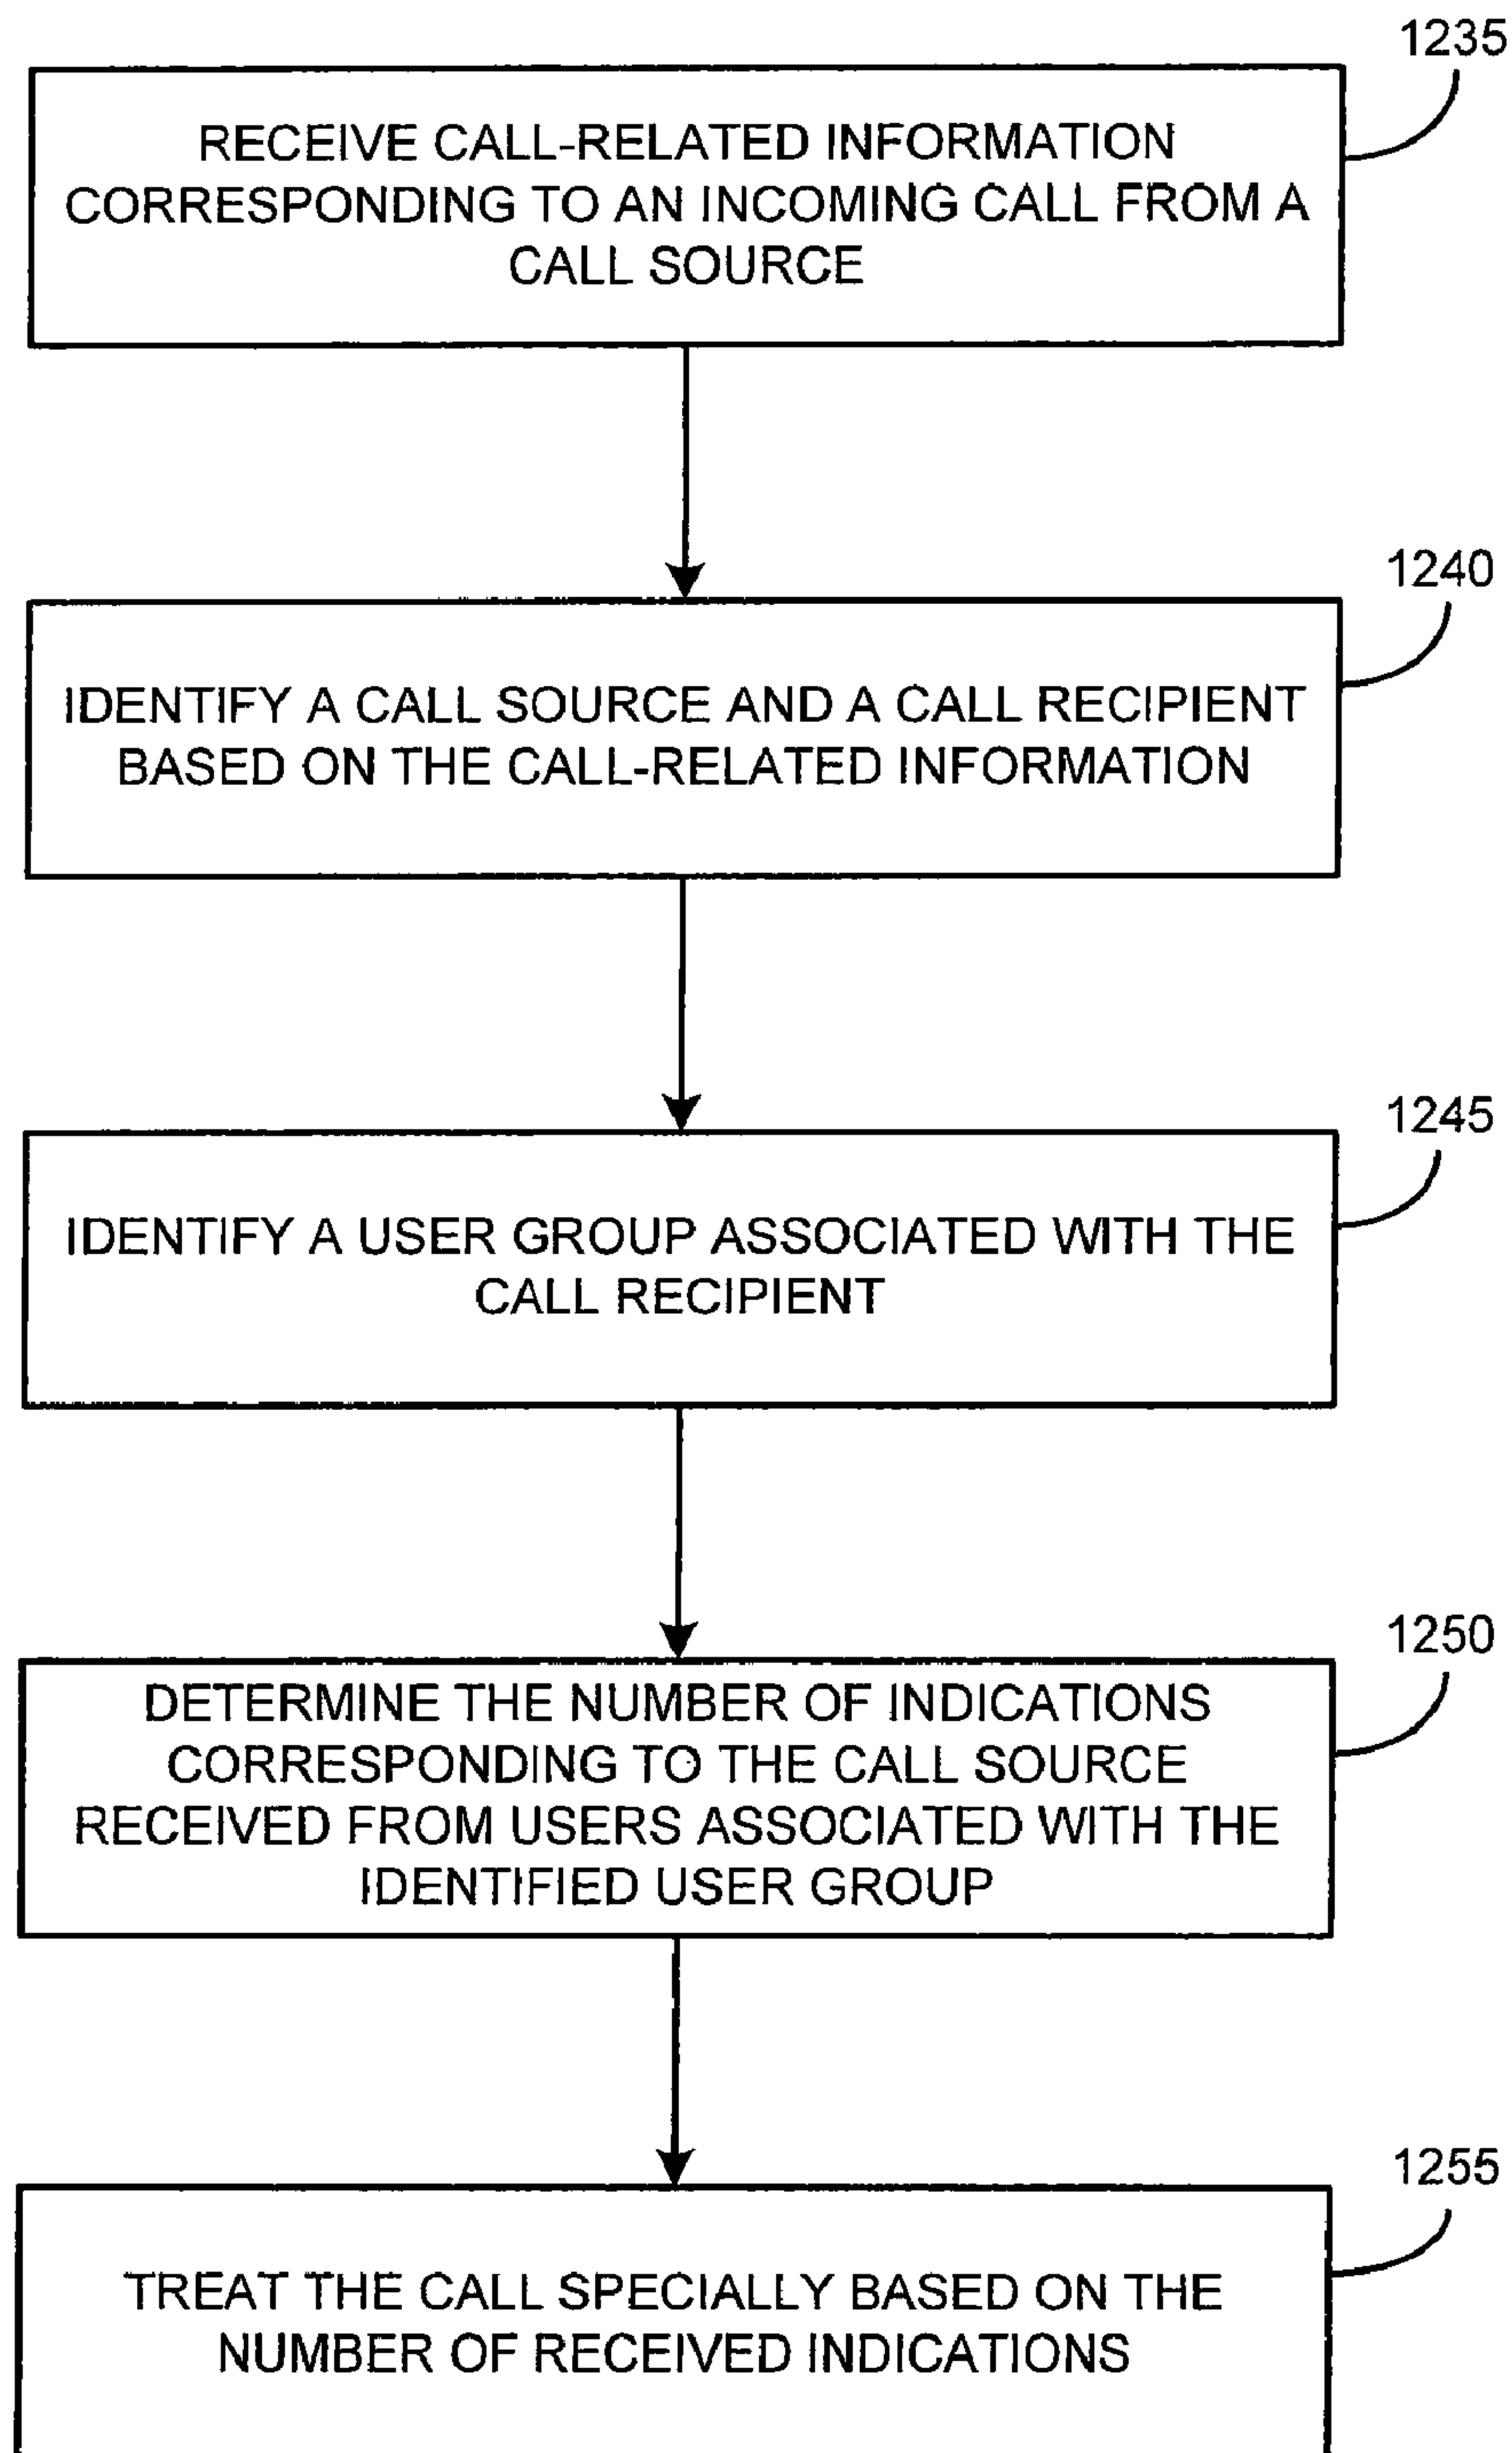 1235
RECEIVE CALL-RELATED INFORMATION
CORRESPONDING TO AN INCOMING CALL FROM A
CALL SOURCE
1240
IDENTIFY A CALL SOURCE AND A CALL RECIPIENT
BASED ON THE CALL-RELATED INFORMATION
1245
IDENTIFY A USER GROUP ASSOCIATED WITH THE
CALL RECIPIENT
1250
DETERMINE THE NUMBER OF INDICATIONS
CORRESPONDING TO THE CALL SOURCE
RECEIVED FROM USERS ASSOCIATED WITH THE
IDENTIFIED USER GROUP
1255
TREAT THE CALL SPECIALLY BASED ON THE
NUMBER OF RECEIVED INDICATIONS